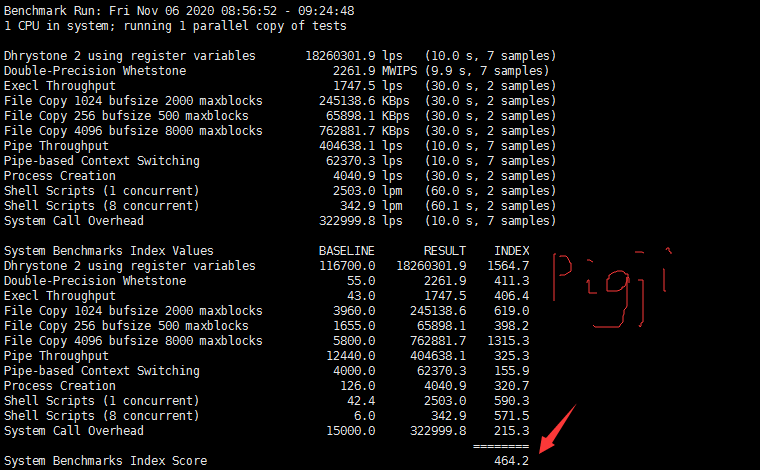 Benchmark Run: Fri Nov 06 2020 08:56:52 - 09:24:48
1 CPU in system; running 1 parallel copy of tests
Dhrystone 2 using register variables 18260301.9 lps (10.0 s, 7 samples)
Double-Precision Whetstone 2261.9 MWIPS (9.9 s, 7 samples)
Execl Throughput 1747.5 lps (30.0 s, 2 samples)
File Copy 1024 bufsize 2000 maxblocks 245138.6 KBps (30.0 s, 2 samples)
File Copy 256 bufsize 500 maxblocks 65898.1 KBps (30.0 s, 2 samples)
File Copy 4096 bufsize 8000 maxblocks 762881.7 KBps (30.0 s, 2 samples)
Pipe Throughput 404638.1 lps (10.0 s, 7 samples)
Pipe-based Context Switching 62370.3 lps (10.0 s, 7 samples)
Process Creation 4040.9 lps (30.0 s, 2 samples)
Shell Scripts (1 concurrent) 2503.0 lpm (60.0 s, 2 samples)
Shell Scripts (8 concurrent) 342.9 lpm (60.1 s, 2 samples)
System Call Overhead 322999.8 lps (10.0 s, 7 samples)
System Benchmarks Index Values BASELINE RESULT INDEX
Dhrystone 2 using register variables 116700.0 18260301.9 1564.7
Double-Precision Whetstone 55.0 2261.9 411.3
Execl Throughput 43.0 1747.5 406.4
File Copy 1024 bufsize 2000 maxblocks 3960.0 245138.6 619.0
File Copy 256 bufsize 500 maxblocks 1655.0 65898.1 398.2
File Copy 4096 bufsize 8000 maxblocks 5800.0 762881.7 1315.3
Pipe Throughput 12440.0 404638.1 325.3
Pipe-based Context Switching 4000.0 62370.3 155.9
Process Creation 126.0 4040.9 320.7
Shell Scripts (1 concurrent) 42.4 2503.0 590.3
Shell Scripts (8 concurrent) 6.0 342.9 571.5
System Call Overhead 15000.0 322999.8 215.3
========
System Benchmarks Index Score 464.2